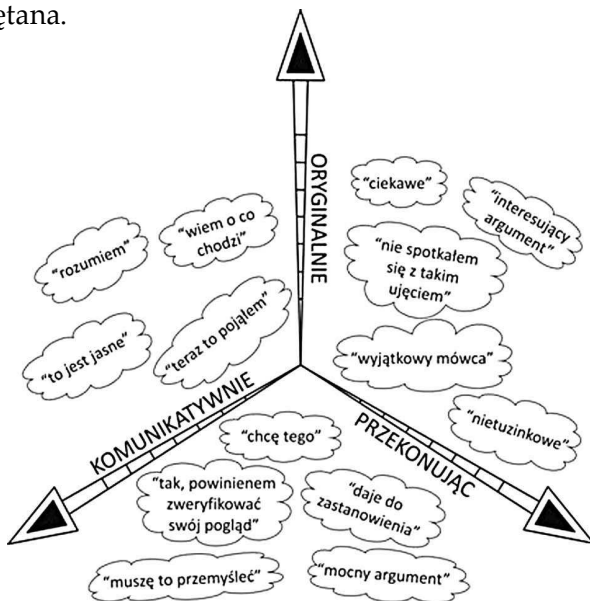 ętana.
ORYGINALNIE
"ciekawe"
"interesujący
argument"
"nie spotkałem
się z takim
ujęciem"
"wyjątkowy mówca"
"nietuzinkowe"
"wiem o co
chodzi"
"rozumiem"
"teraz to pojąłem"
"to jest jasne"
KOMUNIKATYWNIE
PRZEKONUJĄC
"chcę tego"
"tak, powinienem
zweryfikować
swój pogląd"
"daje do
zastanowienia"
"muszę to przemyśleć"
"mocny argument"